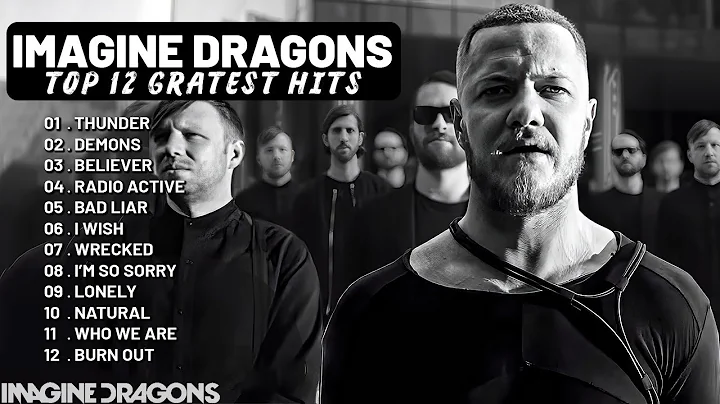 IMAGINE DRAGONS
TOP 12 GRATEST HITS
01 . THUNDER
02 . DEMONS
03 . BELIEVER
04 . RADIO ACTIVE
05 . BAD LIAR
06 . I WISH
07 . WRECKED
08 . I'M SO SORRY
09 . LONELY
10 . NATURAL
11 . WHO WE ARE
12 . BURN OUT
IMAGINE DRAGONS